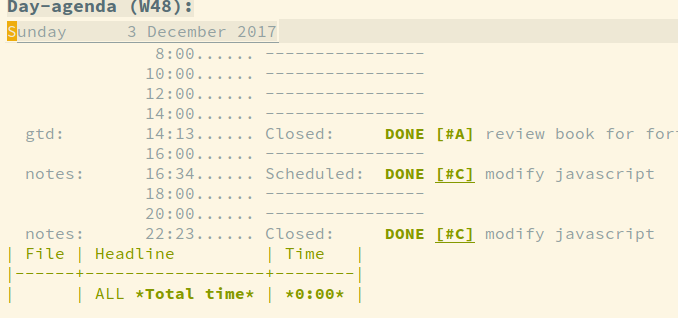 Day-agenda (W48):
Sunday      3 December 2017
8:00...... ----------------
10:00...... ----------------
12:00...... ----------------
14:00...... ----------------
gtd:        14:13...... Closed:     DONE [#A] review book for
16:00...... ----------------
notes:      16:34...... Scheduled:  DONE [#C] modify javascript
18:00...... ----------------
20:00...... ----------------
notes:      22:23...... Closed:     DONE [#C] modify javascript
| File | Headline         | Time   |
|------+------------------+--------|
|      | ALL *Total time* | *0:00* |